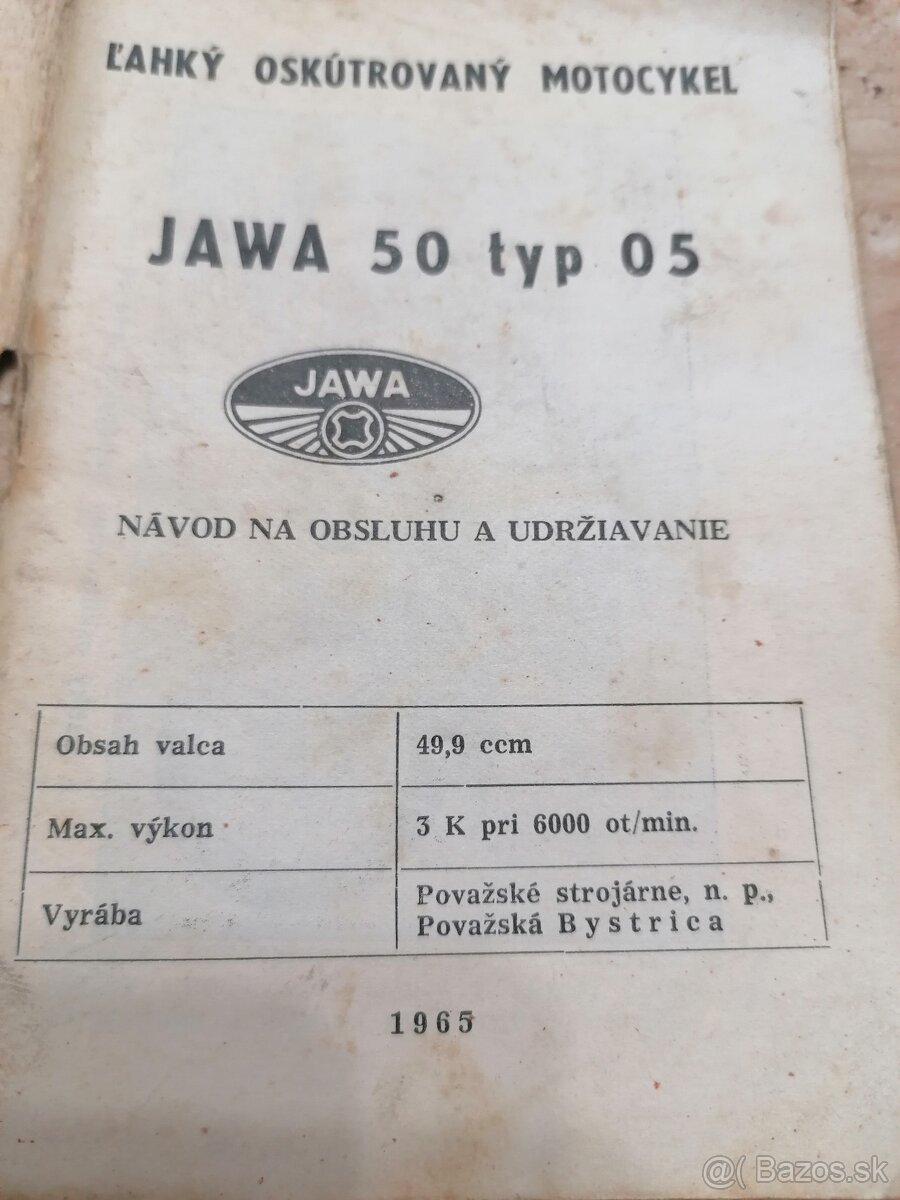 ĽAHKÝ OSKÚTROVANÝ MOTOCYKEL
JAWA 50 typ 05
JAWA
NÁVOD NA OBSLUHU A UDRŽIAVANIE
Obsah valca 49,9 ccm
Max. výkon 3 K pri 6000 ot/min.
Vyrába Považské strojárne, n. p.,
Považská Bystrica
1965
@( Bazos.sk